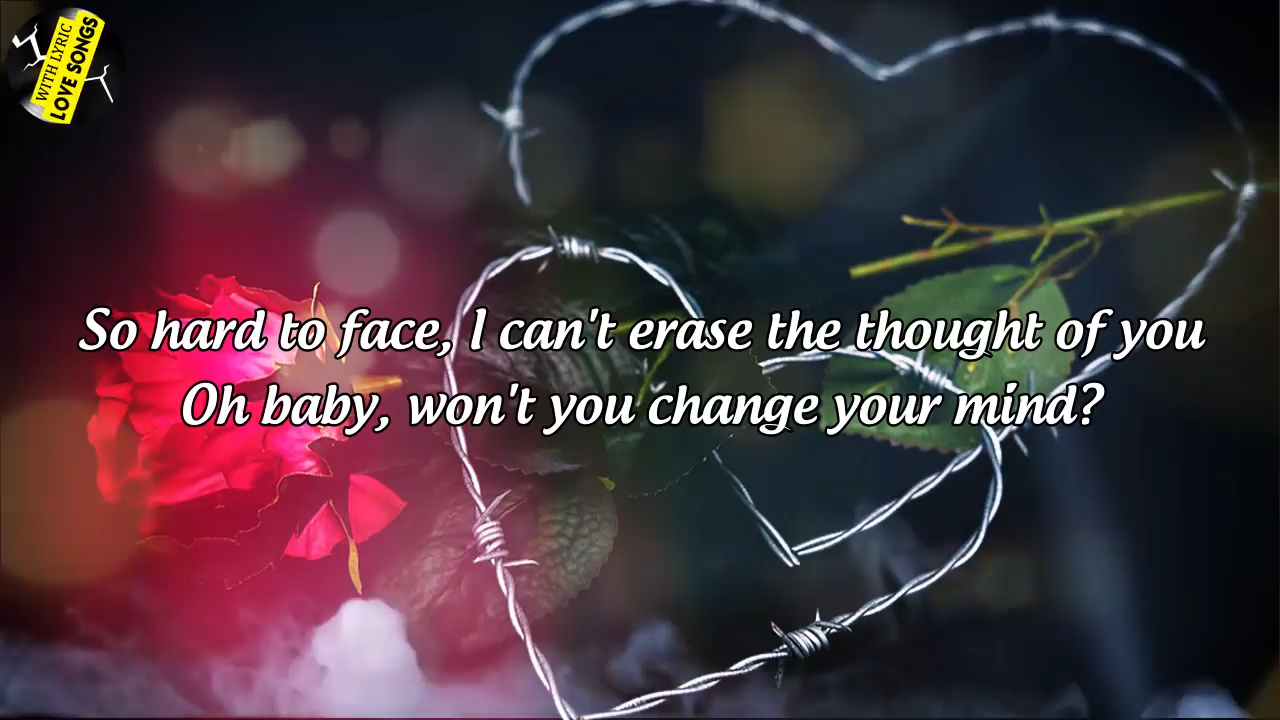 WITH LYRIC
LOVE SONGS
So hard to face, I can't erase the thought of you
Oh baby, won't you change your mind?